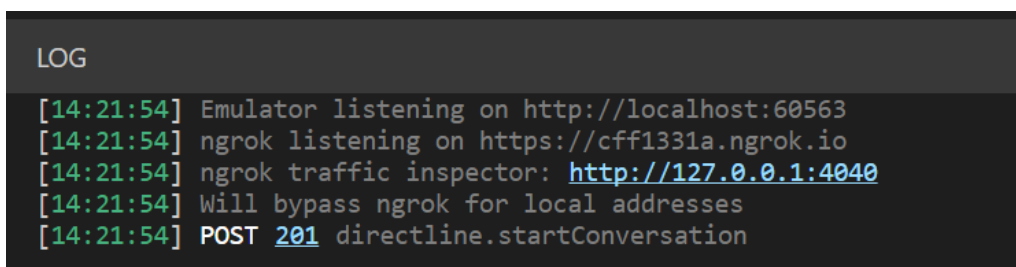 LOG
[14:21:54] Emulator listening on http://localhost:60563
[14:21:54] ngrok listening on https://cff1331a.ngrok.io
[14:21:54] ngrok traffic inspector: http://127.0.0.1:4040
[14:21:54] Will bypass ngrok for local addresses
[14:21:54] POST 201 directline.startConversation